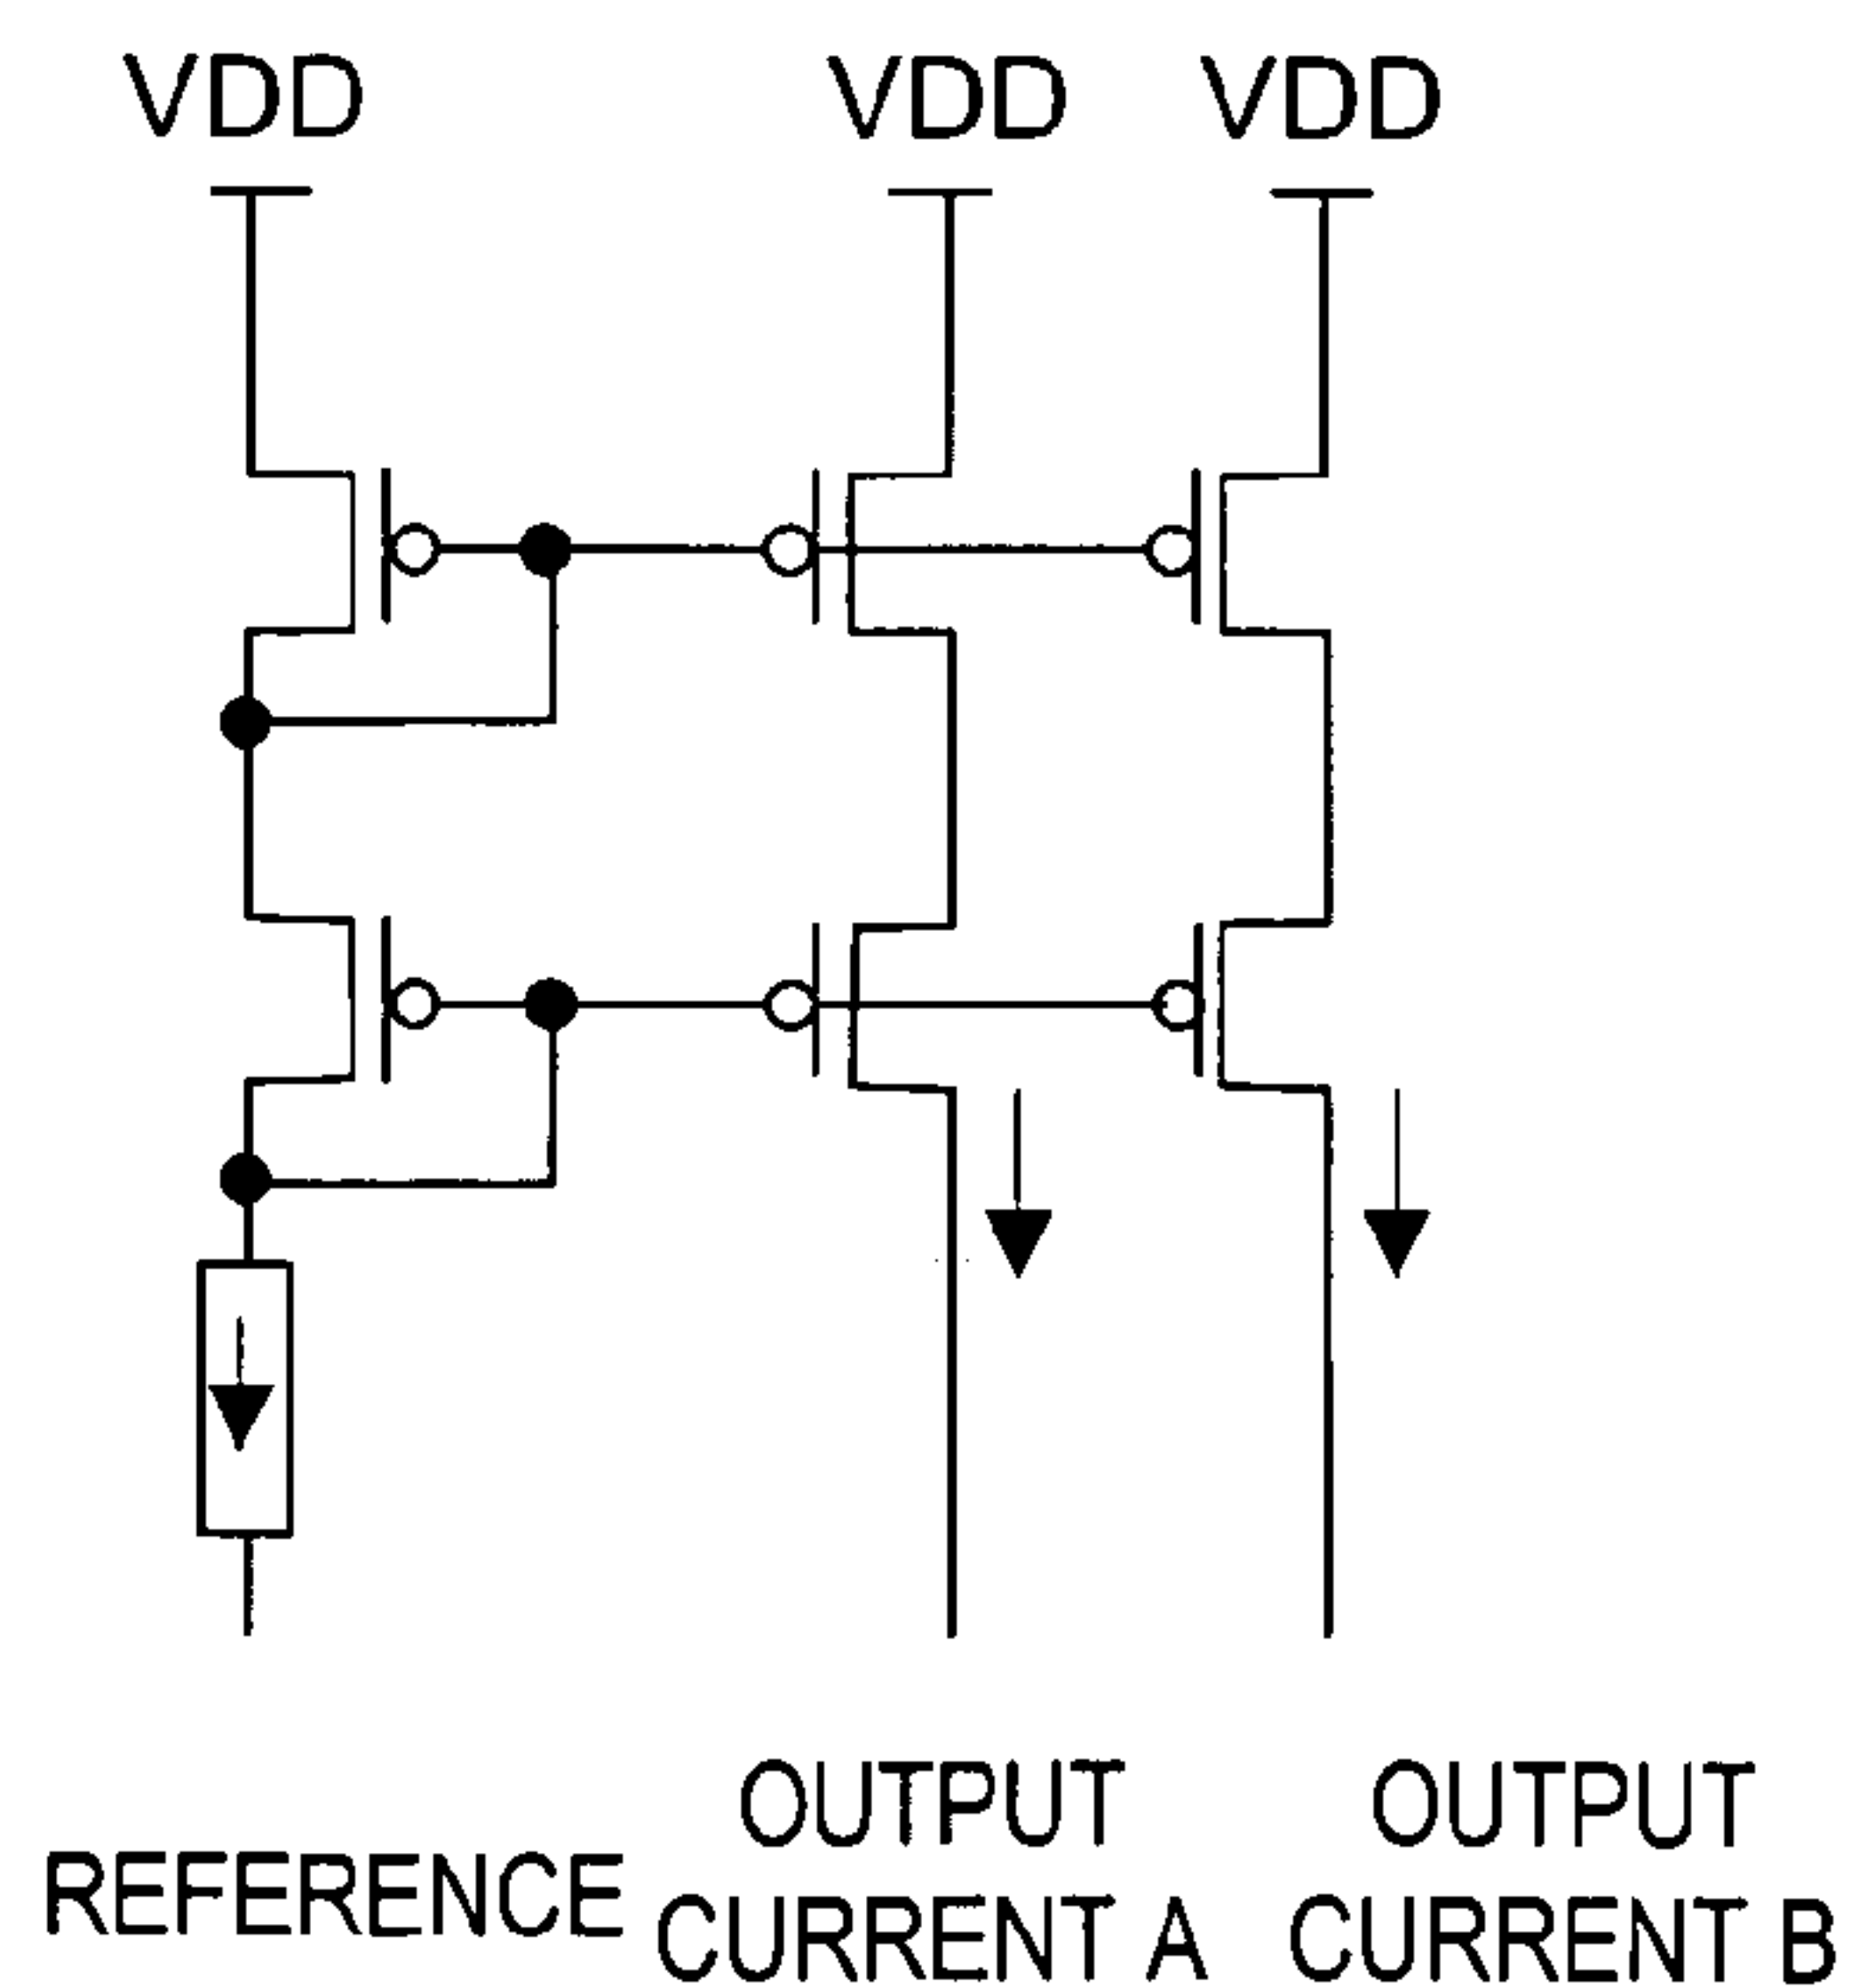 VDD VDD VDD
REFERENCE
OUTPUT
CURRENT A
OUTPUT
CURRENT B